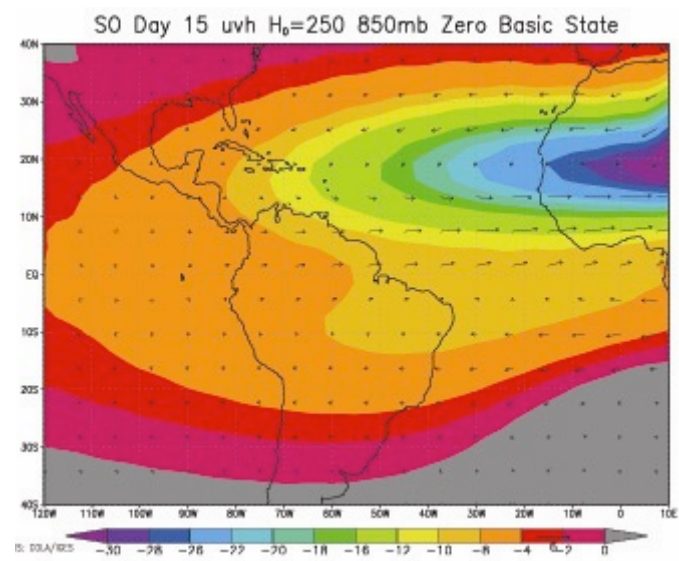 SO Day 15 uvh H₀=250 850mb Zero Basic State
40N
30N
20N
10N
EQ
10S
20S
30S
40S
120W 110W 100W 90W 80W 70W 60W 50W 40W 30W 20W 10W 0 10E
-30 -28 -26 -22 -20 -18 -16 -12 -10 -8 -4 -2 0